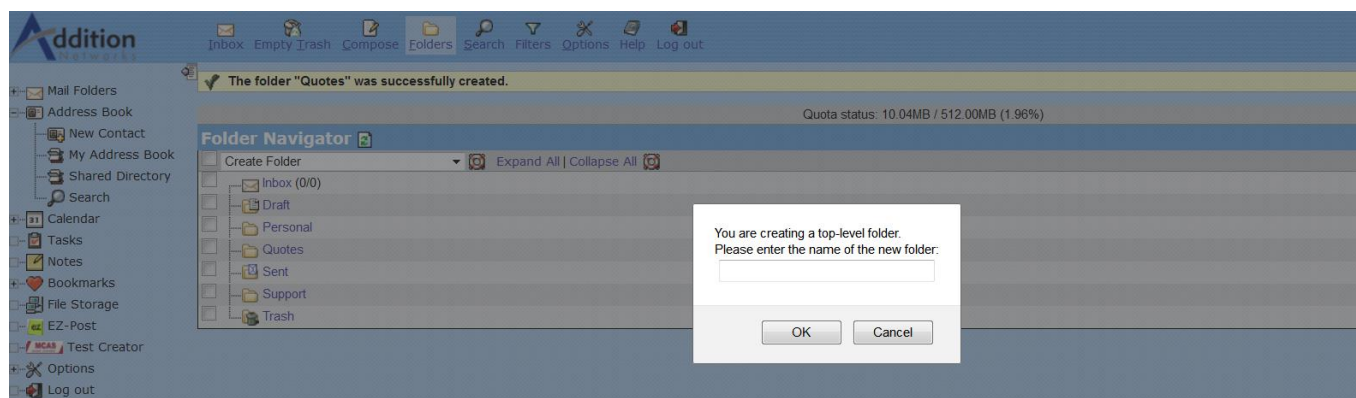 Addition
Networks
Inbox Empty Trash Compose Folders Search Filters Options Help Log out
The folder "Quotes" was successfully created.
Quota status: 10.04MB / 512.00MB (1.96%)
Mail Folders
Address Book
New Contact
My Address Book
Shared Directory
Search
31 Calendar
Tasks
Notes
Bookmarks
File Storage
ez EZ-Post
MCAS Test Creator
Options
Log out
Folder Navigator
Create Folder Expand All | Collapse All
Inbox (0/0)
Draft
Personal
Quotes
Sent
Support
Trash
You are creating a top-level folder.
Please enter the name of the new folder:
OK Cancel